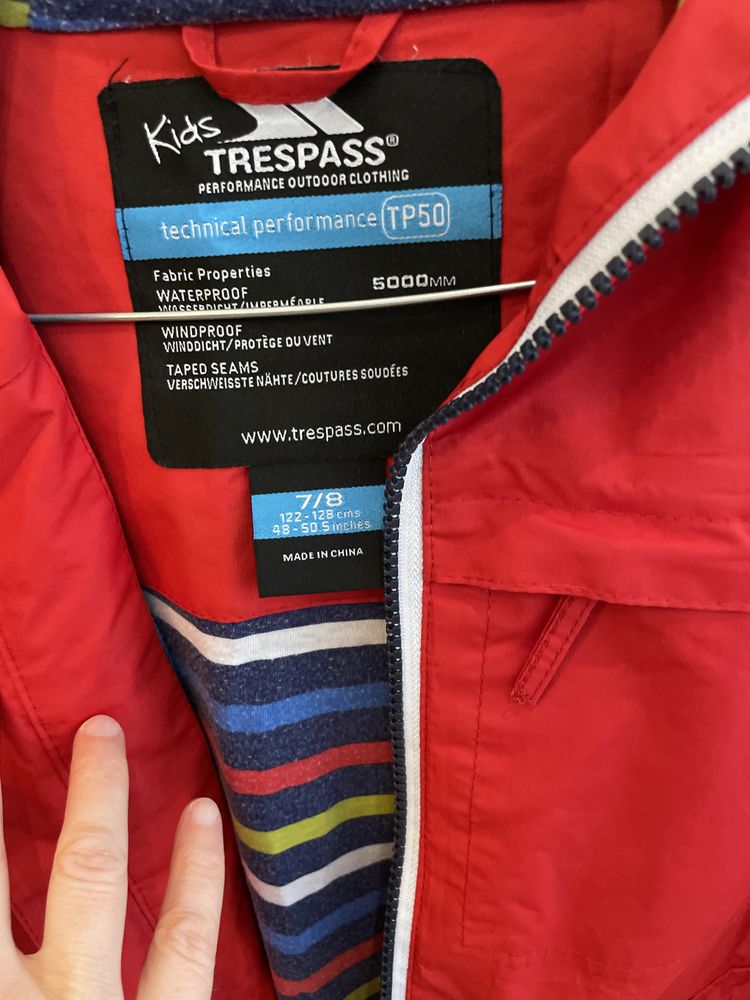 Kids
TRESPASS®
PERFORMANCE OUTDOOR CLOTHING
technical performance TP50
Fabric Properties
WATERPROOF 5000MM
WASSERDICHT/IMPERMÉABLE
WINDPROOF
WINDDICHT/PROTÈGE DU VENT
TAPED SEAMS
VERSCHWEISSTE NÄHTE/COUTURES SOUDÉES
www.trespass.com
7/8
122-128 cms
48-50.5 inches
MADE IN CHINA